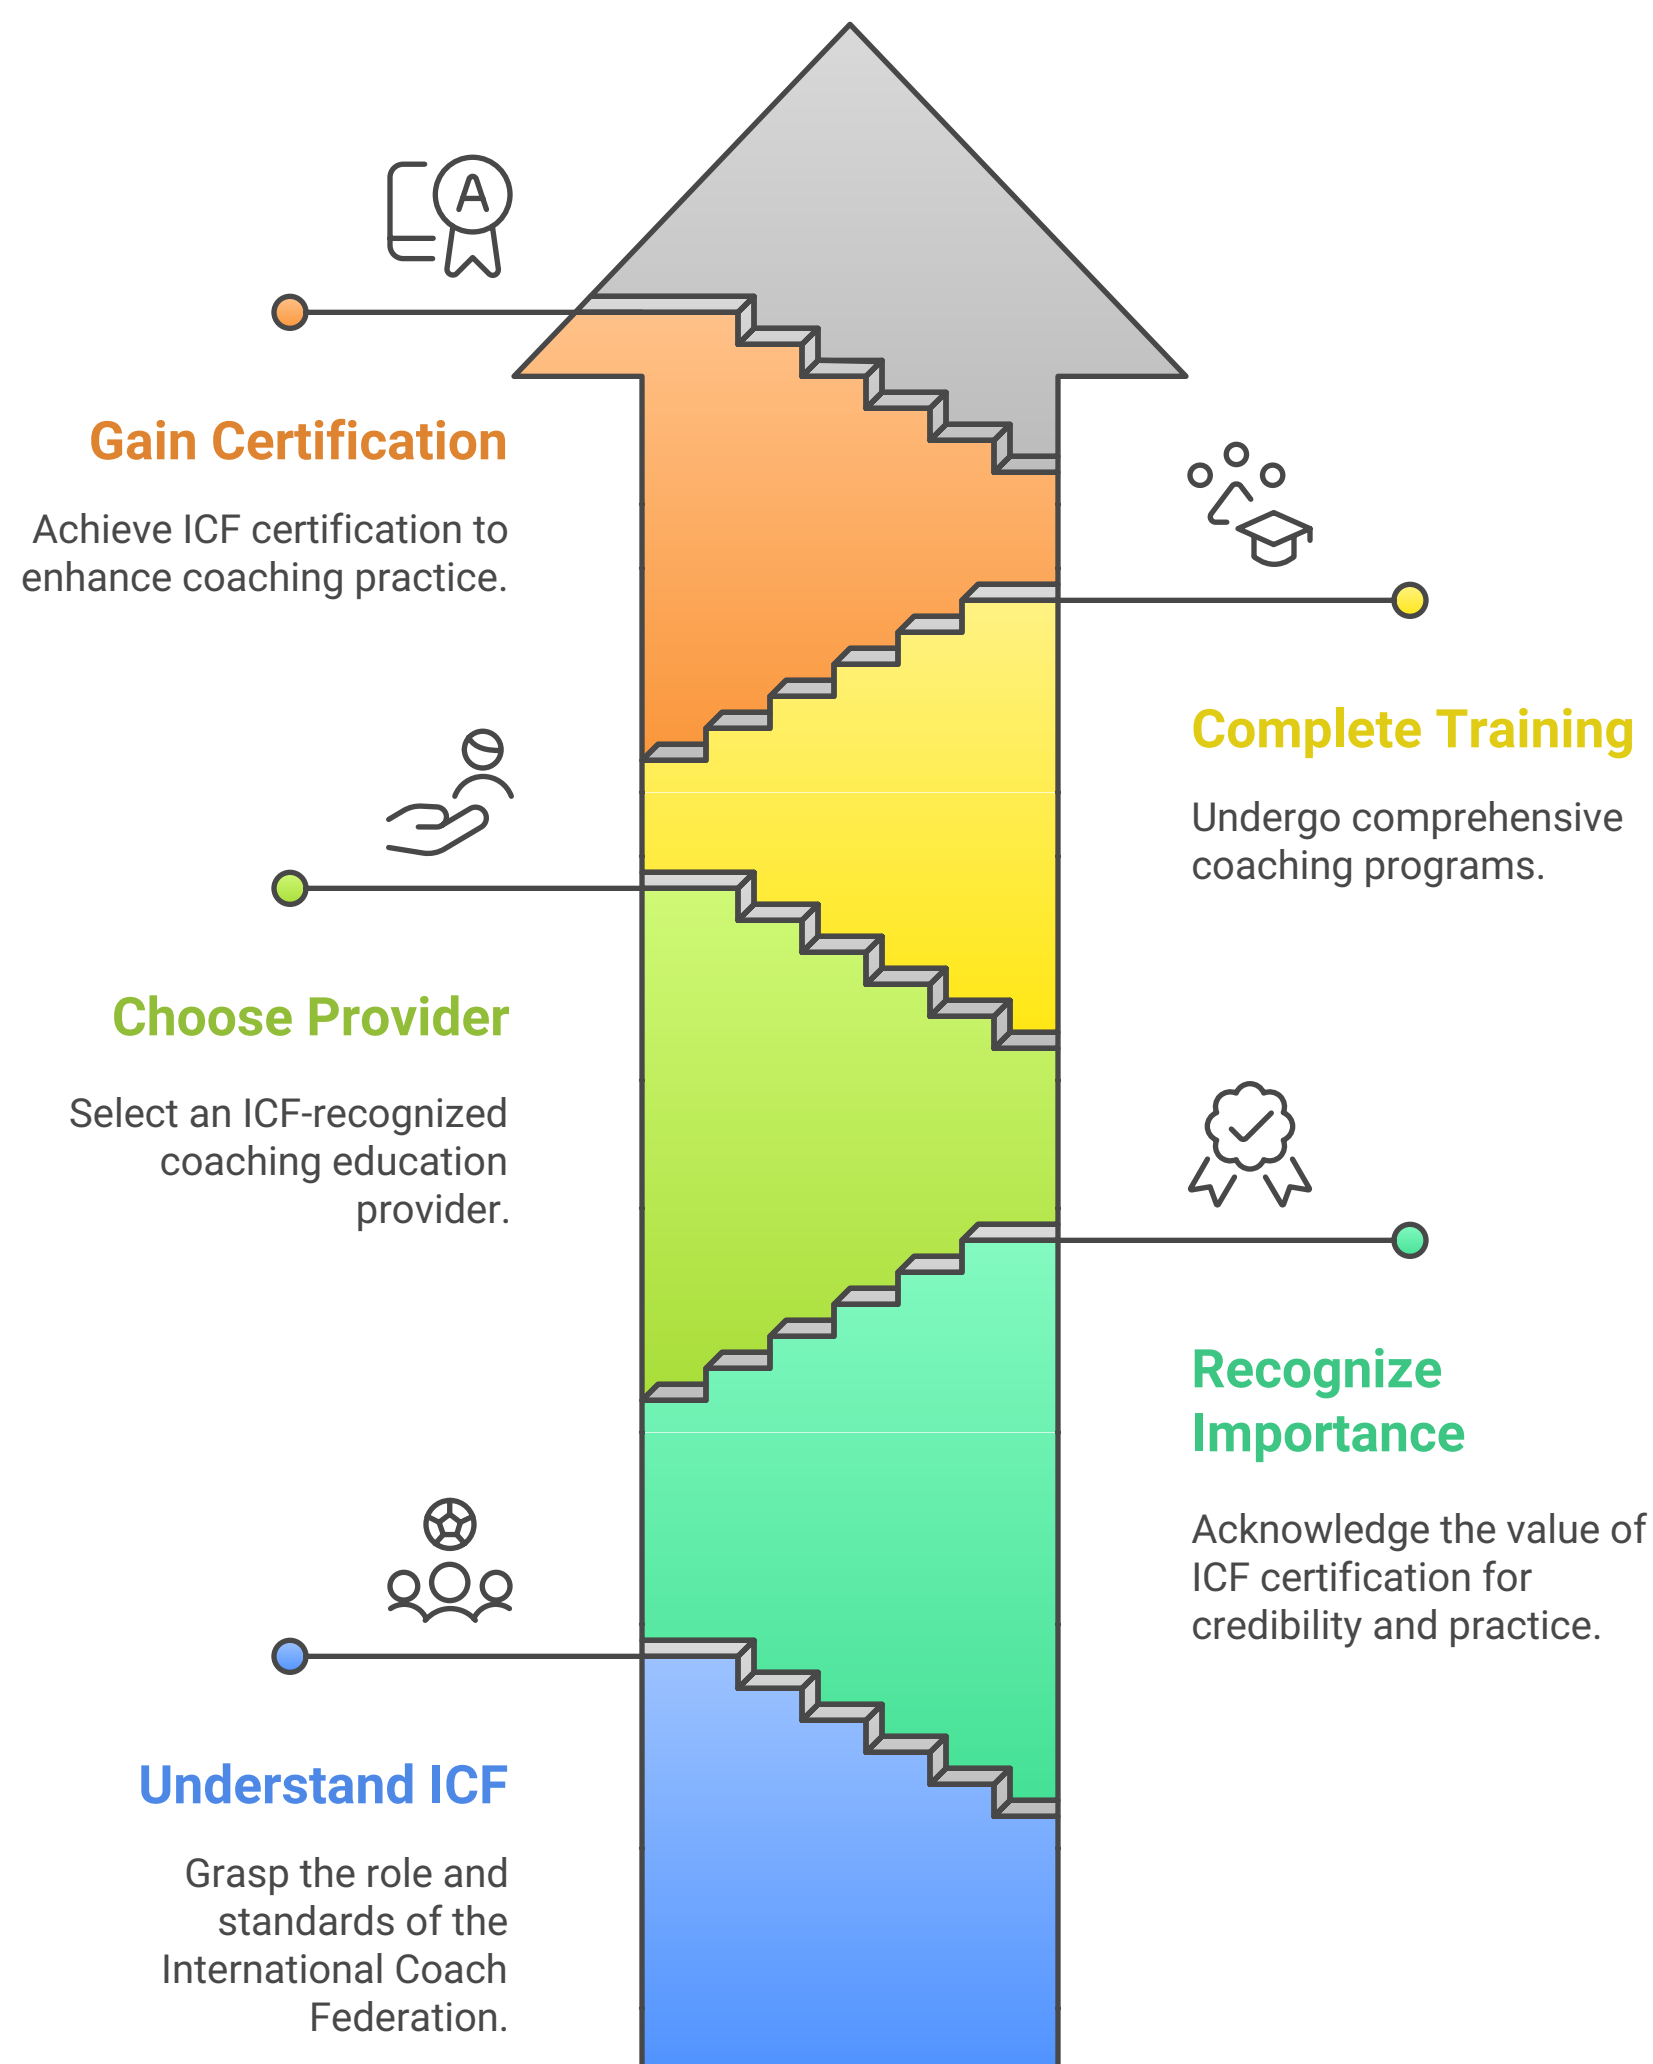 A
Gain Certification
Achieve ICF certification to
enhance coaching practice.
Complete Training
Undergo comprehensive
coaching programs.
Choose Provider
Select an ICF-recognized
coaching education
provider.
Recognize
Importance
Acknowledge the value of
ICF certification for
credibility and practice.
Understand ICF
Grasp the role and
standards of the
International Coach
Federation.